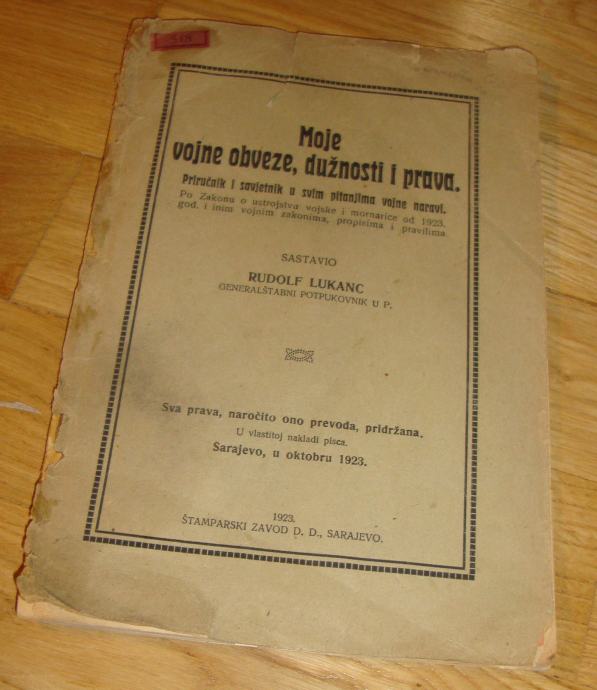 Moje
vojne obveze, dužnosti i prava.
Priručnik i savjetnik u svim pitanjima vojne naravi.
Po Zakonu o ustrojstvu vojske i mornarice od 1923.
god. i inim vojnim zakonima, propisima i pravilima
SASTAVIO
RUDOLF LUKANC
GENERALŠTABNI POTPUKOVNIK U P.
Sva prava, naročito ono prevoda, pridržana.
U vlastitoj nakladi pisca.
Sarajevo, u oktobru 1923.
1923.
ŠTAMPARSKI ZAVOD D. D., SARAJEVO.